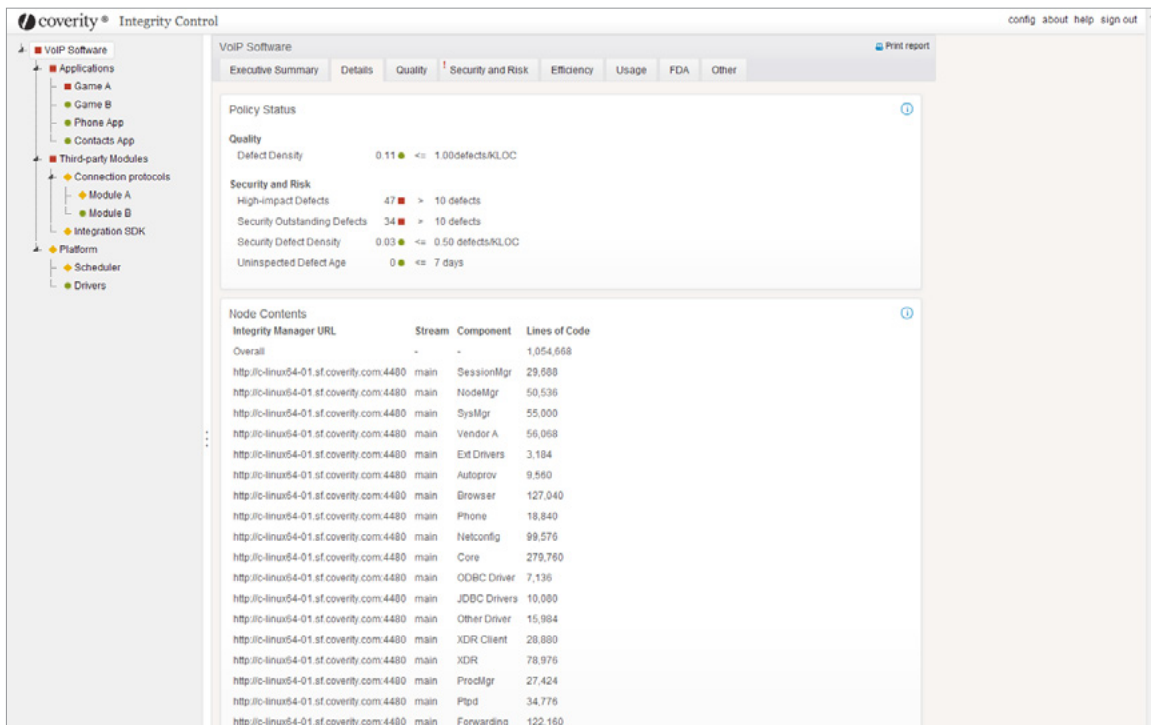 coverity® Integrity Control
config about help sign out
VoIP Software
Applications
Game A
Game B
Phone App
Contacts App
Third-party Modules
Connection protocols
Module A
Module B
Integration SDK
Platform
Scheduler
Drivers
VoIP Software Print report
Executive Summary Details Quality ! Security and Risk Efficiency Usage FDA Other
Policy Status
Quality
Defect Density 0.11 <= 1.00defects/KLOC
Security and Risk
High-impact Defects 47 > 10 defects
Security Outstanding Defects 34 > 10 defects
Security Defect Density 0.03 <= 0.50 defects/KLOC
Uninspected Defect Age 0 <= 7 days
Node Contents
Integrity Manager URL Stream Component Lines of Code
Overall - - 1,054,668
http://c-linux64-01.sf.coverity.com:4480 main SessionMgr 29,688
http://c-linux64-01.sf.coverity.com:4480 main NodeMgr 50,536
http://c-linux64-01.sf.coverity.com:4480 main SysMgr 55,000
http://c-linux64-01.sf.coverity.com:4480 main Vendor A 56,068
http://c-linux64-01.sf.coverity.com:4480 main Ext Drivers 3,184
http://c-linux64-01.sf.coverity.com:4480 main Autoprov 9,560
http://c-linux64-01.sf.coverity.com:4480 main Browser 127,040
http://c-linux64-01.sf.coverity.com:4480 main Phone 18,840
http://c-linux64-01.sf.coverity.com:4480 main Netconfig 99,576
http://c-linux64-01.sf.coverity.com:4480 main Core 279,760
http://c-linux64-01.sf.coverity.com:4480 main ODBC Driver 7,136
http://c-linux64-01.sf.coverity.com:4480 main JDBC Drivers 10,080
http://c-linux64-01.sf.coverity.com:4480 main Other Driver 15,984
http://c-linux64-01.sf.coverity.com:4480 main XDR Client 28,880
http://c-linux64-01.sf.coverity.com:4480 main XDR 78,976
http://c-linux64-01.sf.coverity.com:4480 main ProcMgr 27,424
http://c-linux64-01.sf.coverity.com:4480 main Ptpd 34,776
http://c-linux64-01.sf.coverity.com:4480 main Forwarding 122,160